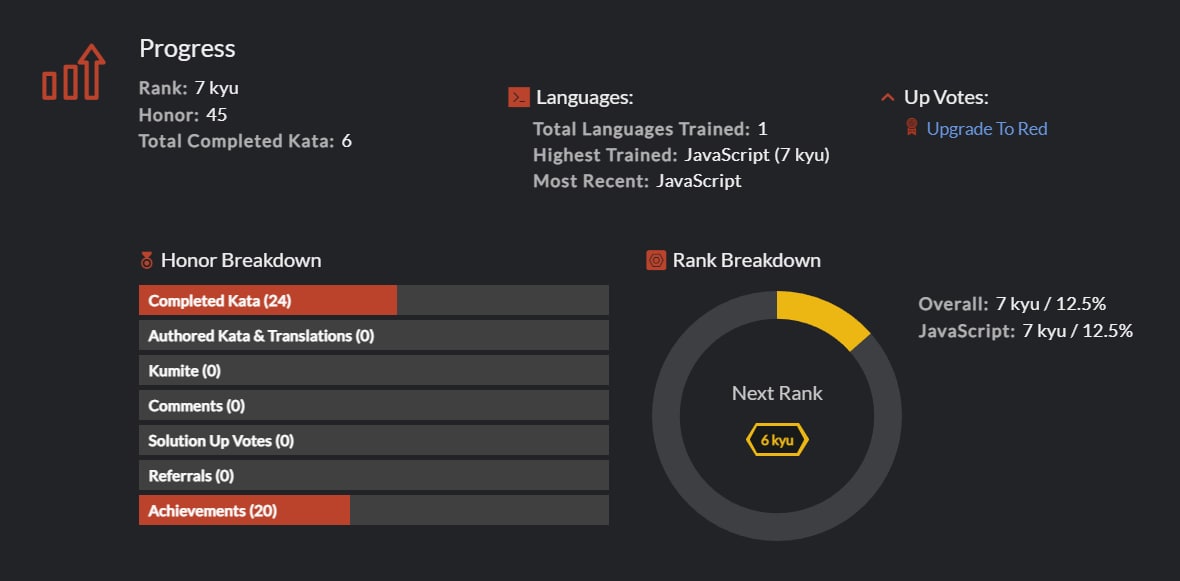 Progress
Rank: 7 kyu
Honor: 45
Total Completed Kata: 6
Languages:
Total Languages Trained: 1
Highest Trained: JavaScript (7 kyu)
Most Recent: JavaScript
Up Votes:
Upgrade To Red
Honor Breakdown
Completed Kata (24)
Authored Kata & Translations (0)
Kumite (0)
Comments (0)
Solution Up Votes (0)
Referrals (0)
Achievements (20)
Rank Breakdown
Next Rank
6 kyu
Overall: 7 kyu / 12.5%
JavaScript: 7 kyu / 12.5%